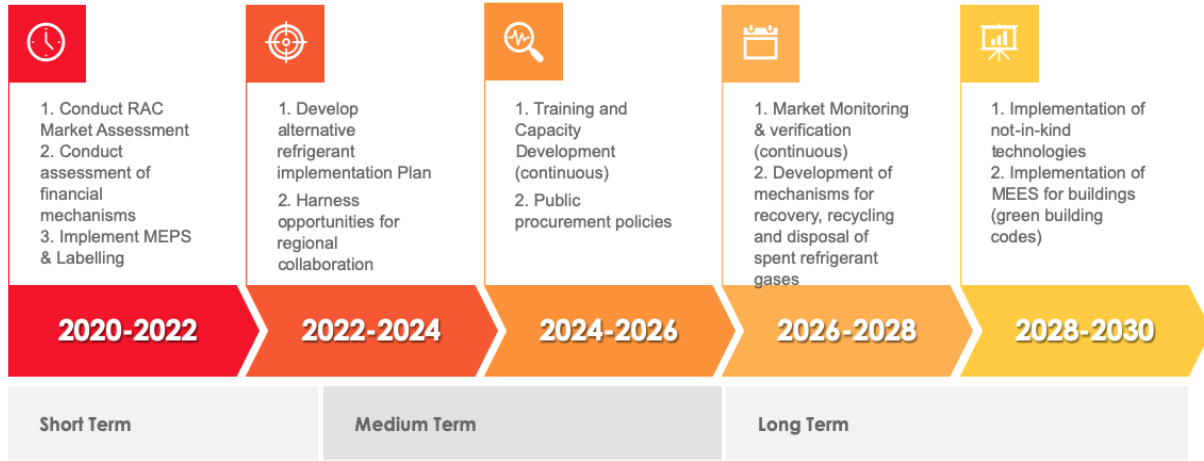 1. Conduct RAC
Market Assessment
2. Conduct
assessment of
financial
mechanisms
3. Implement MEPS
& Labelling
1. Develop
alternative
refrigerant
implementation Plan
2. Harness
opportunities for
regional
collaboration
1. Training and
Capacity
Development
(continuous)
2. Public
procurement policies
1. Market Monitoring
& verification
(continuous)
2. Development of
mechanisms for
recovery, recycling
and disposal of
spent refrigerant
gases
1. Implementation of
not-in-kind
technologies
2. Implementation of
MEES for buildings
(green building
codes)
2020-2022
2022-2024
2024-2026
2026-2028
2028-2030
Short Term
Medium Term
Long Term